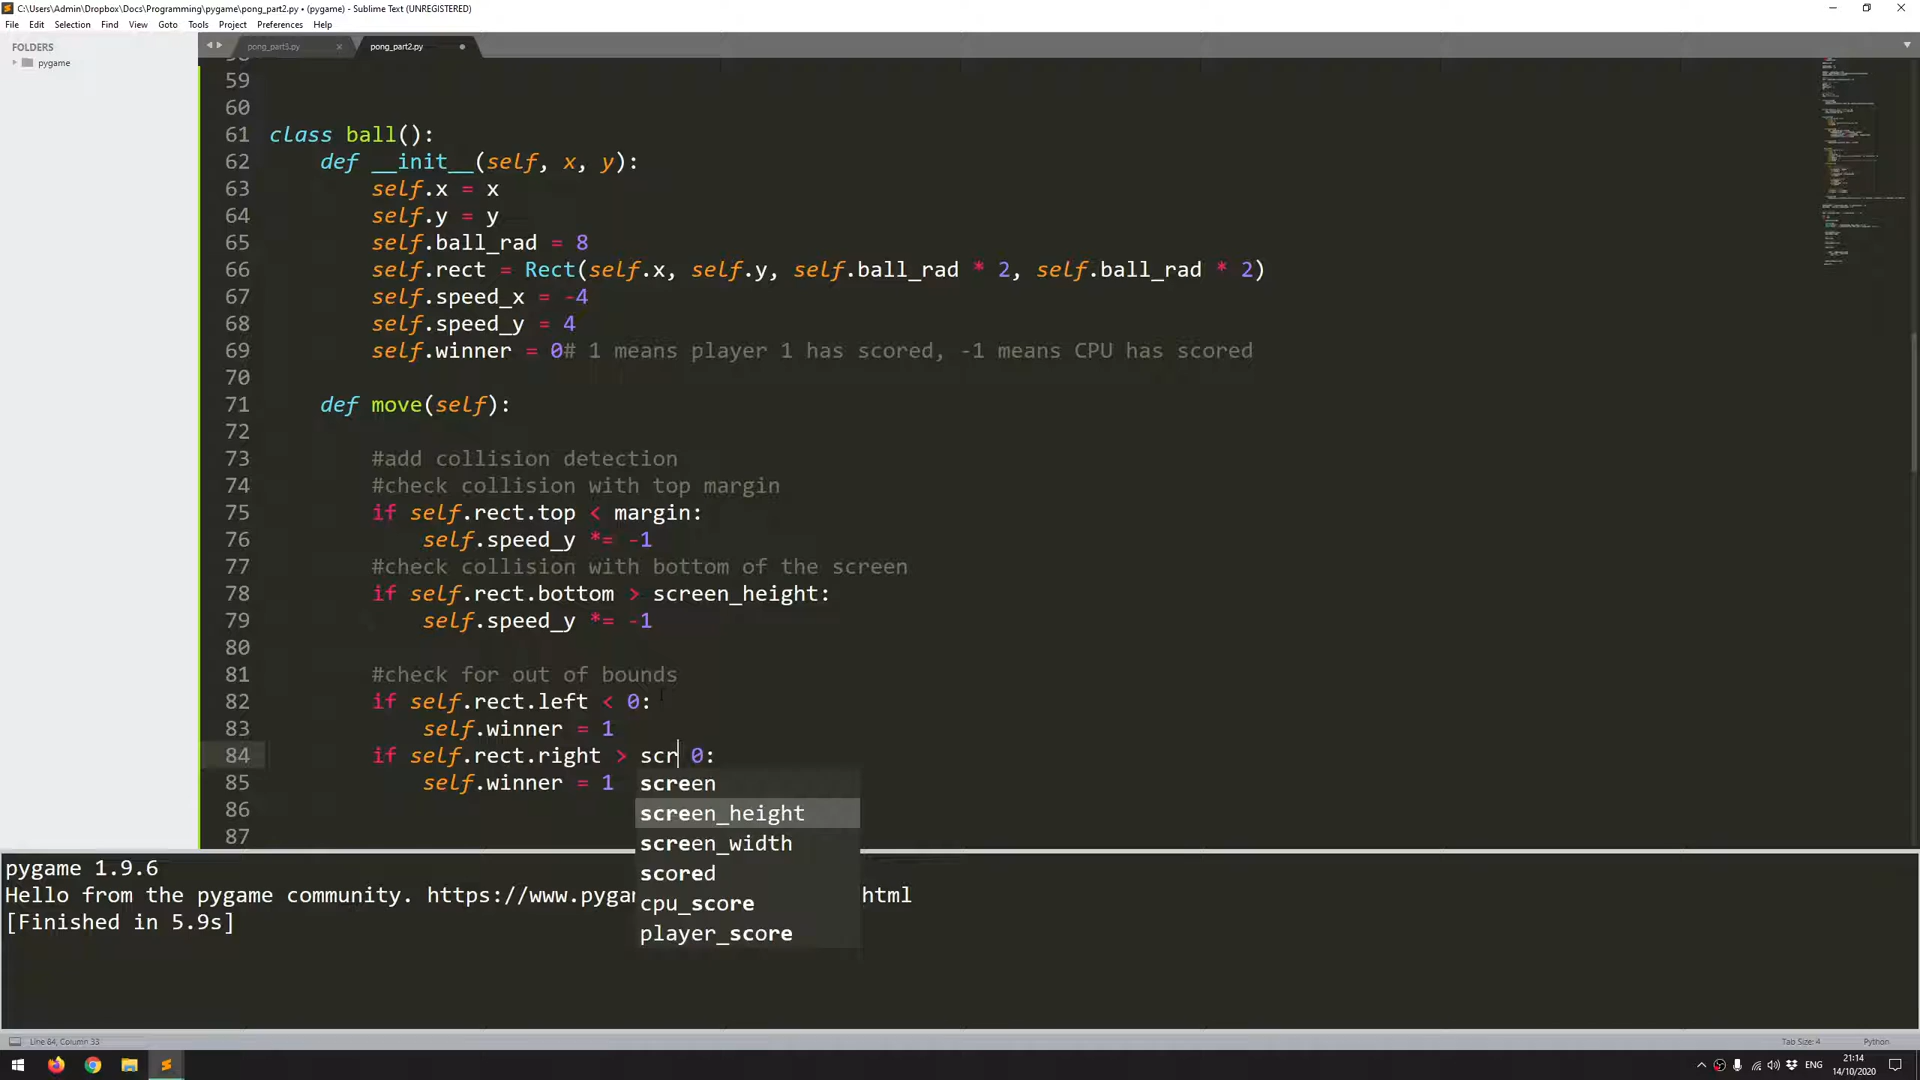 C:\Users\Admin\Dropbox\Docs\Programming\pygame\pong_part2.py • (pygame) - Sublime Text (UNREGISTERED)
File Edit Selection Find View Goto Tools Project Preferences Help
FOLDERS
pygame
pong_part3.py
pong_part2.py
59
60
61 class ball():
62 def __init__(self, x, y):
63 self.x = x
64 self.y = y
65 self.ball_rad = 8
66 self.rect = Rect(self.x, self.y, self.ball_rad * 2, self.ball_rad * 2)
67 self.speed_x = -4
68 self.speed_y = 4
69 self.winner = 0# 1 means player 1 has scored, -1 means CPU has scored
70
71 def move(self):
72
73 #add collision detection
74 #check collision with top margin
75 if self.rect.top < margin:
76 self.speed_y *= -1
77 #check collision with bottom of the screen
78 if self.rect.bottom > screen_height:
79 self.speed_y *= -1
80
81 #check for out of bounds
82 if self.rect.left < 0:
83 self.winner = 1
84 if self.rect.right > scr 0:
85 self.winner = 1
86
87
screen
screen_height
screen_width
scored
cpu_score
player_score
pygame 1.9.6
Hello from the pygame community. https://www.pygam html
[Finished in 5.9s]
Line 84, Column 33
Tab Size: 4
Python
ENG
21:14
14/10/2020